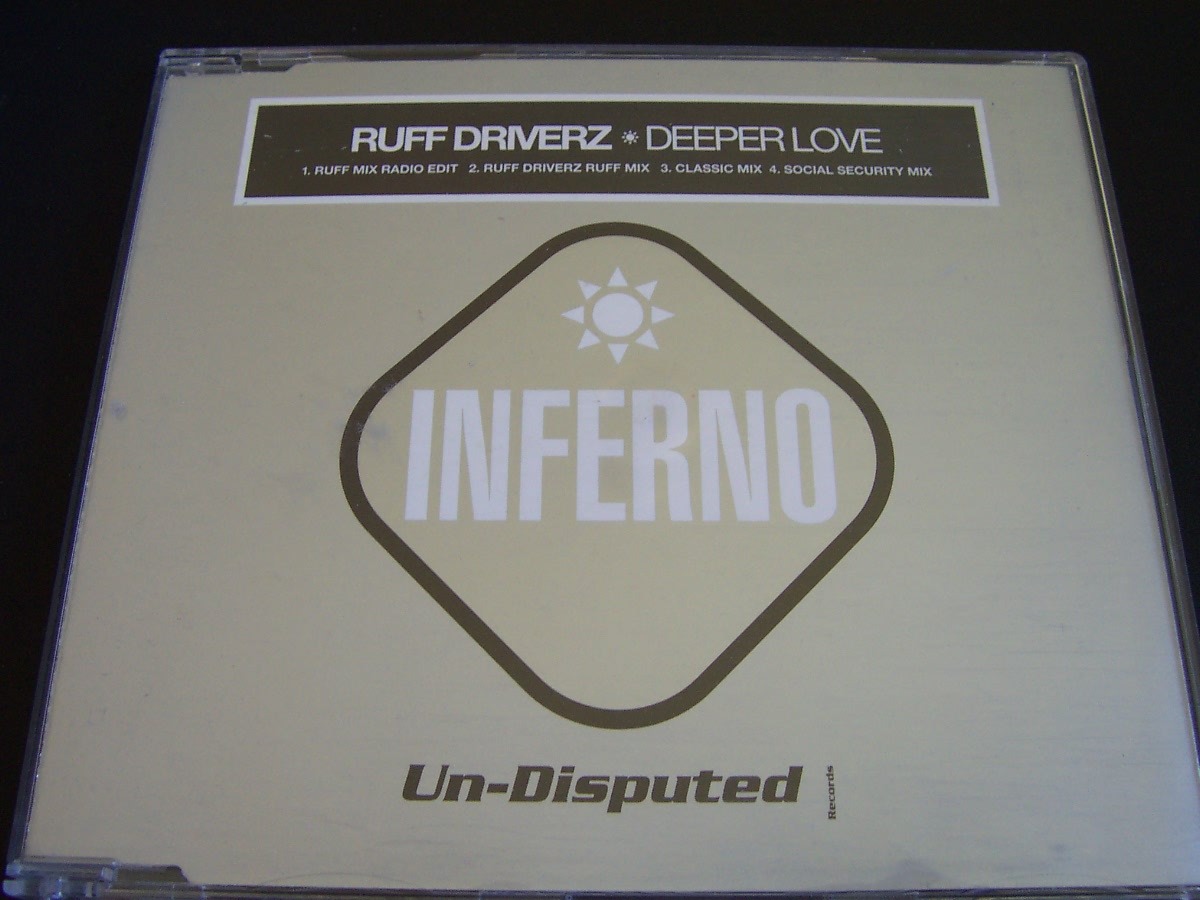 RUFF DRIVERZ ☀ DEEPER LOVE
1. RUFF MIX RADIO EDIT 2. RUFF DRIVERZ RUFF MIX 3. CLASSIC MIX 4. SOCIAL SECURITY MIX
INFERNO
Un-Disputed Records